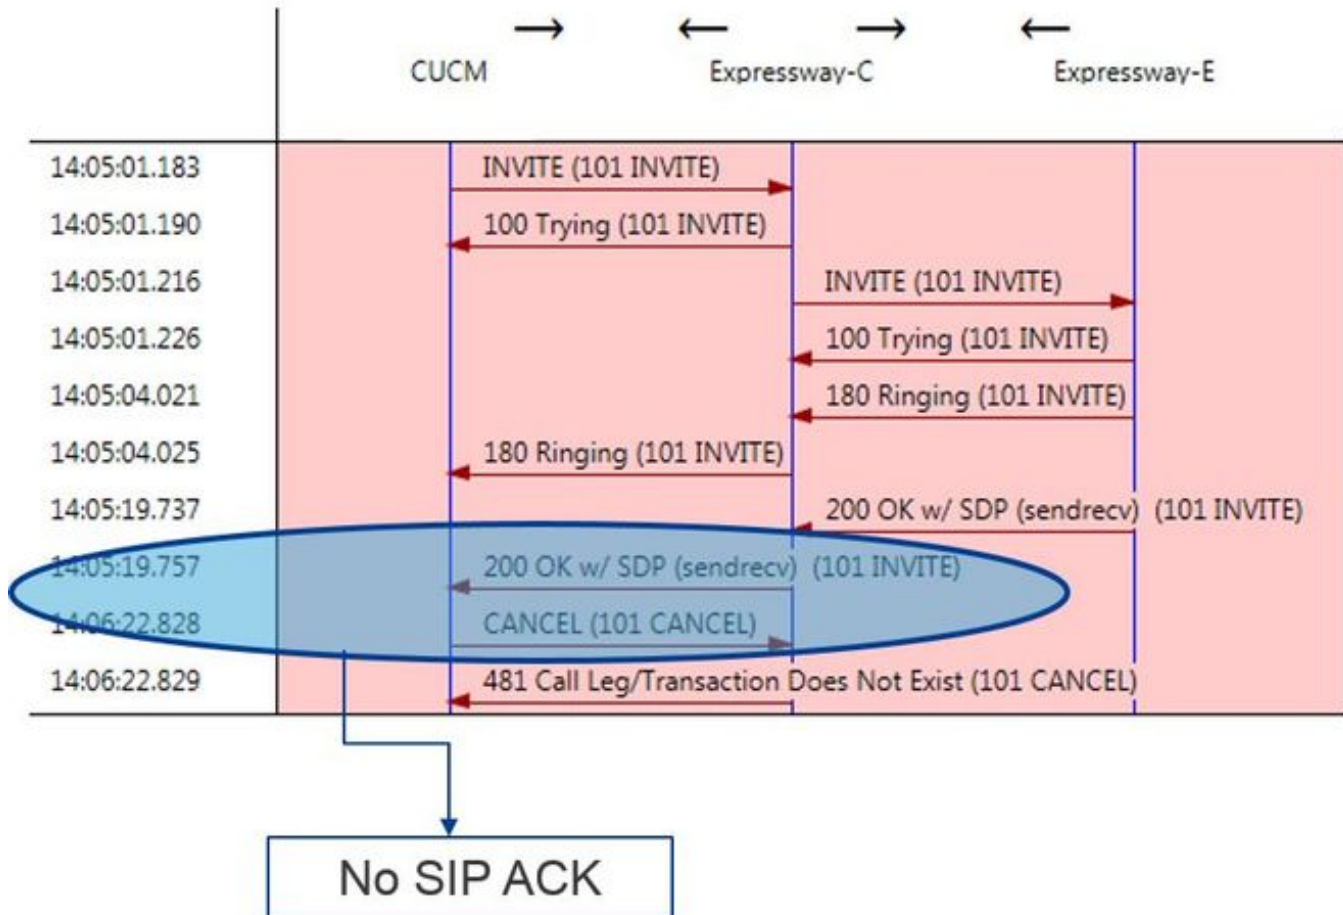 → ← → ←
CUCM Expressway-C Expressway-E
14:05:01.183 INVITE (101 INVITE)
14:05:01.190 100 Trying (101 INVITE)
14:05:01.216 INVITE (101 INVITE)
14:05:01.226 100 Trying (101 INVITE)
14:05:04.021 180 Ringing (101 INVITE)
14:05:04.025 180 Ringing (101 INVITE)
14:05:19.737 200 OK w/ SDP (sendrecv) (101 INVITE)
14:05:19.757 200 OK w/ SDP (sendrecv) (101 INVITE)
14:06:22.828 CANCEL (101 CANCEL)
14:06:22.829 481 Call Leg/Transaction Does Not Exist (101 CANCEL)
No SIP ACK